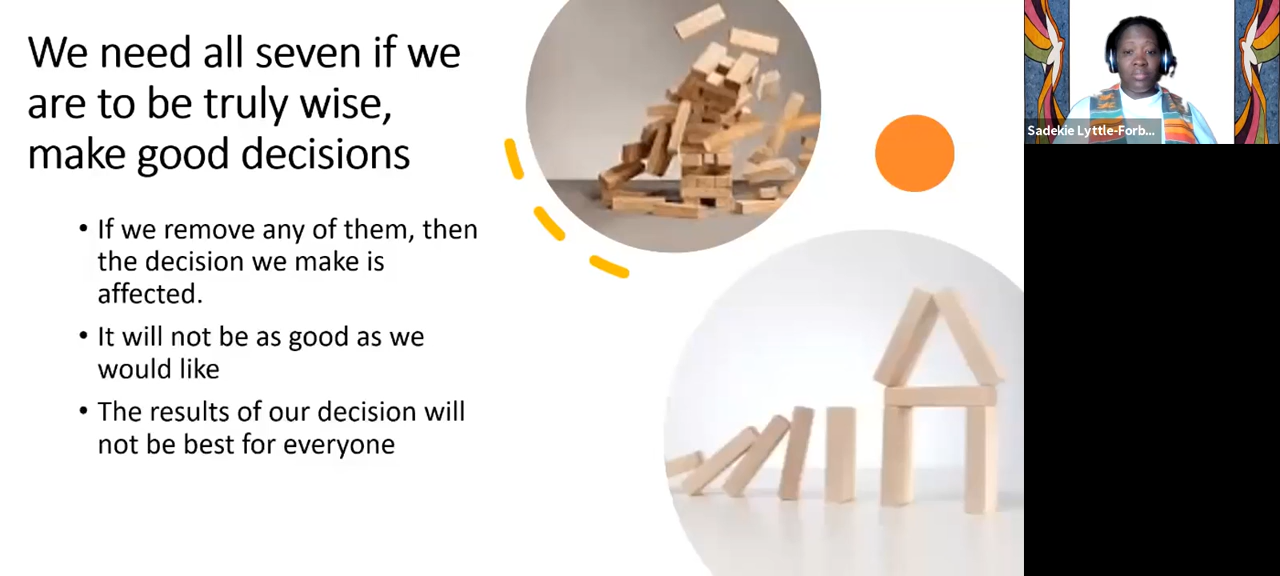 We need all seven if we
are to be truly wise,
make good decisions
• If we remove any of them, then
the decision we make is
affected.
• It will not be as good as we
would like
• The results of our decision will
not be best for everyone
Sadekie Lyttle-Forb...